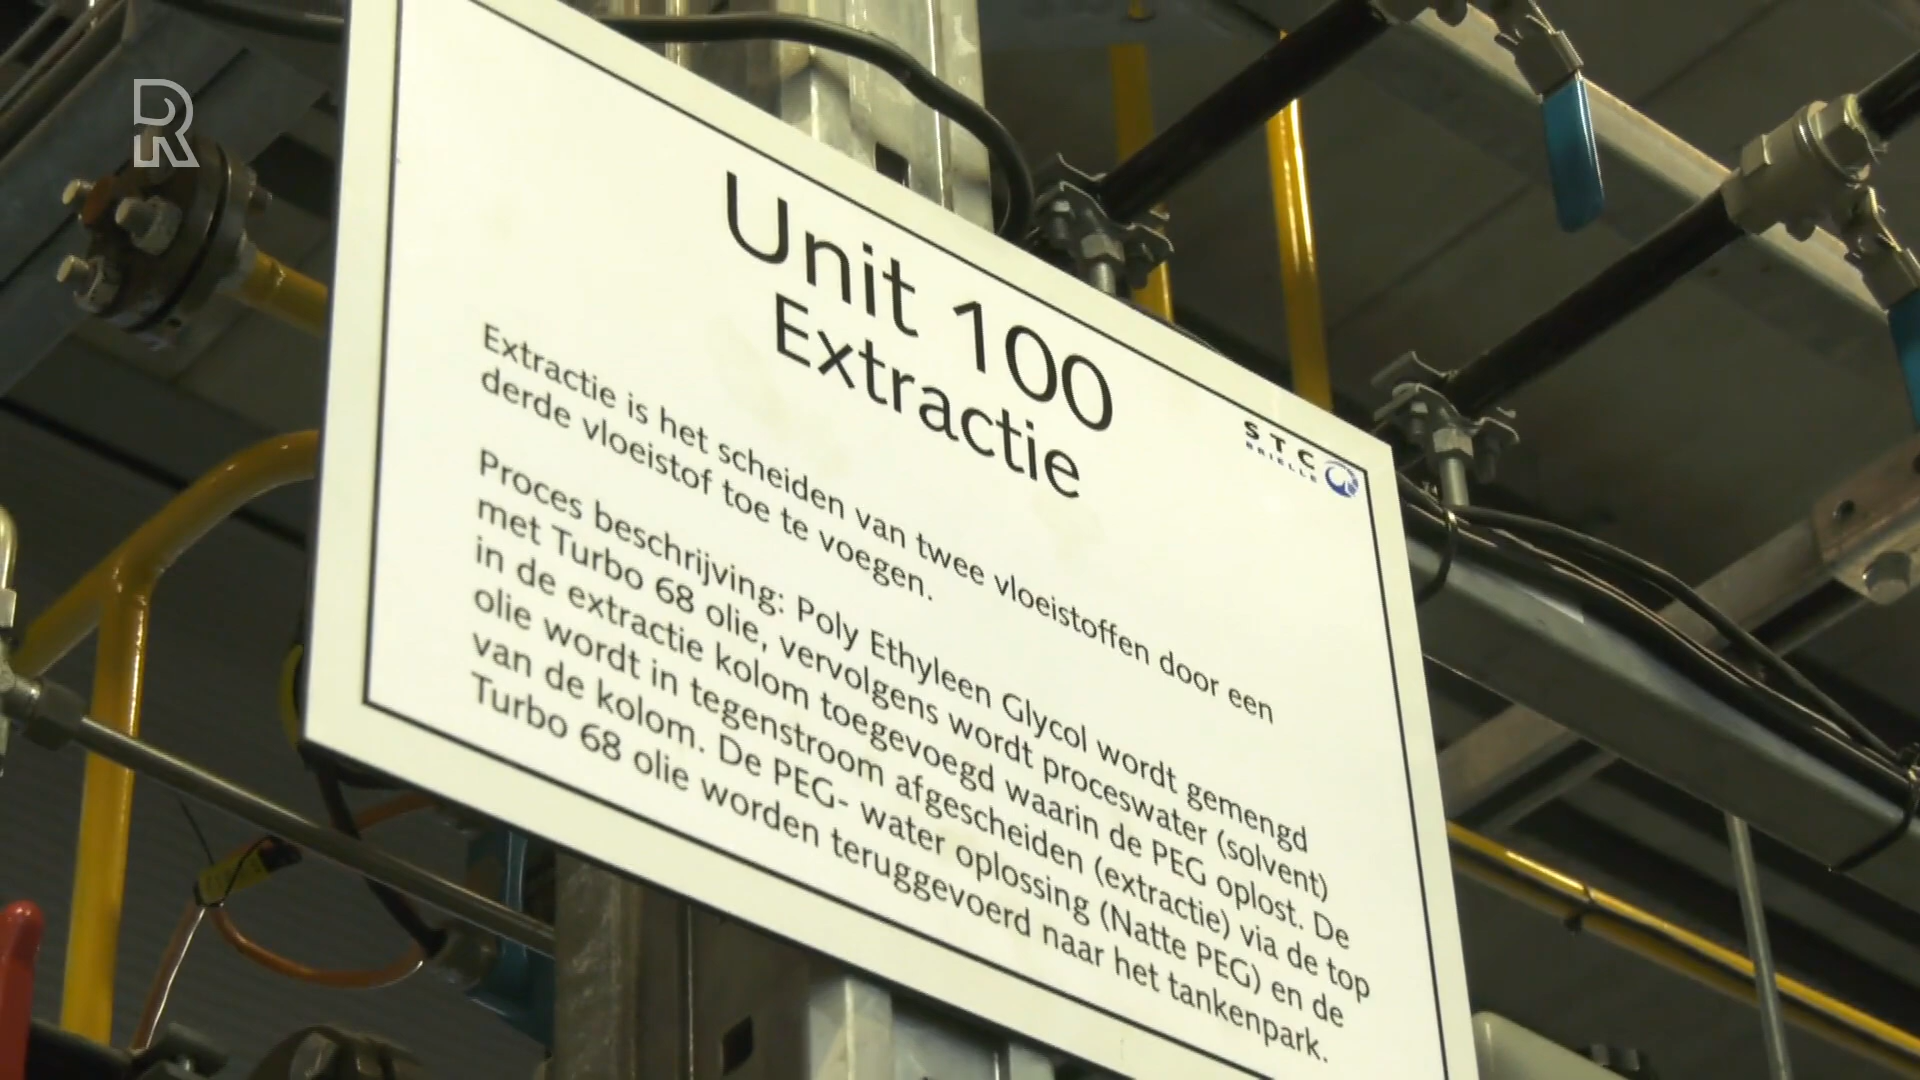 R
Unit 100
Extractie
STC
BRIELLE
Extractie is het scheiden van twee vloeistoffen door een
derde vloeistof toe te voegen.
Proces beschrijving: Poly Ethyleen Glycol wordt gemengd
met Turbo 68 olie, vervolgens wordt proceswater (solvent)
in de extractie kolom toegevoegd waarin de PEG oplost. De
olie wordt in tegenstroom afgescheiden (extractie) via de top
van de kolom. De PEG- water oplossing (Natte PEG) en de
Turbo 68 olie worden teruggevoerd naar het tankenpark.